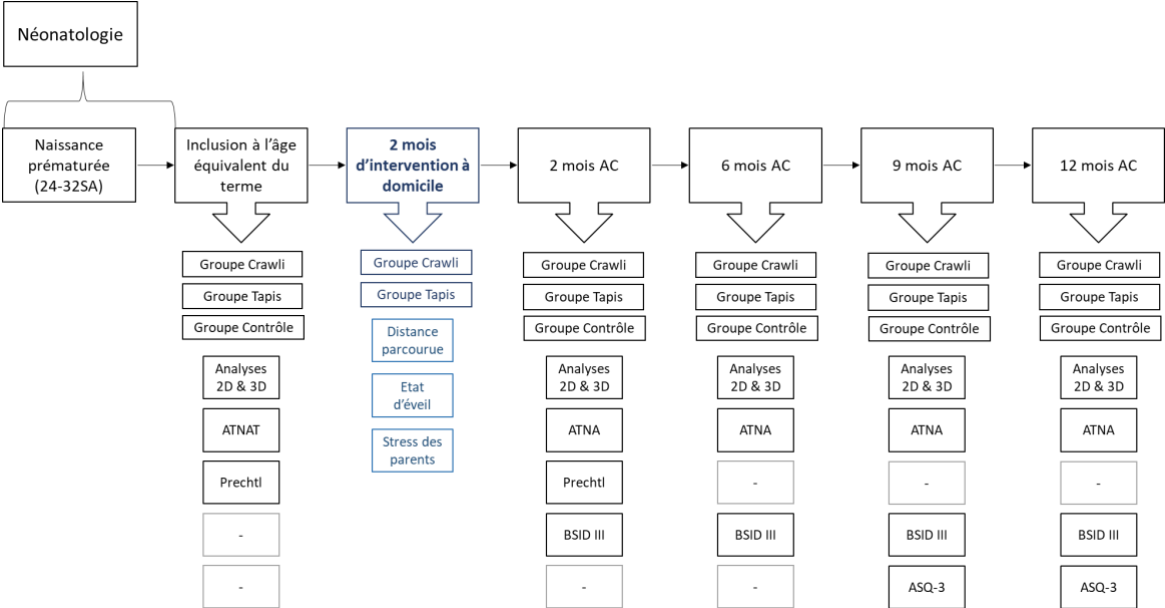 Néonatologie
Naissance
prématurée
(24-32SA)
Inclusion à l'âge
équivalent du
terme
2 mois
d'intervention à
domicile
2 mois AC
6 mois AC
9 mois AC
12 mois AC
Groupe Crawli
Groupe Tapis
Groupe Contrôle
Analyses
2D & 3D
ATNAT
Prechtl
-
-
Groupe Crawli
Groupe Tapis
Distance
parcourue
Etat
d'éveil
Stress des
parents
Groupe Crawli
Groupe Tapis
Groupe Contrôle
Analyses
2D & 3D
ATNA
Prechtl
BSID III
-
Groupe Crawli
Groupe Tapis
Groupe Contrôle
Analyses
2D & 3D
ATNA
-
BSID III
-
Groupe Crawli
Groupe Tapis
Groupe Contrôle
Analyses
2D & 3D
ATNA
-
BSID III
ASQ-3
Groupe Crawli
Groupe Tapis
Groupe Contrôle
Analyses
2D & 3D
ATNA
-
BSID III
ASQ-3